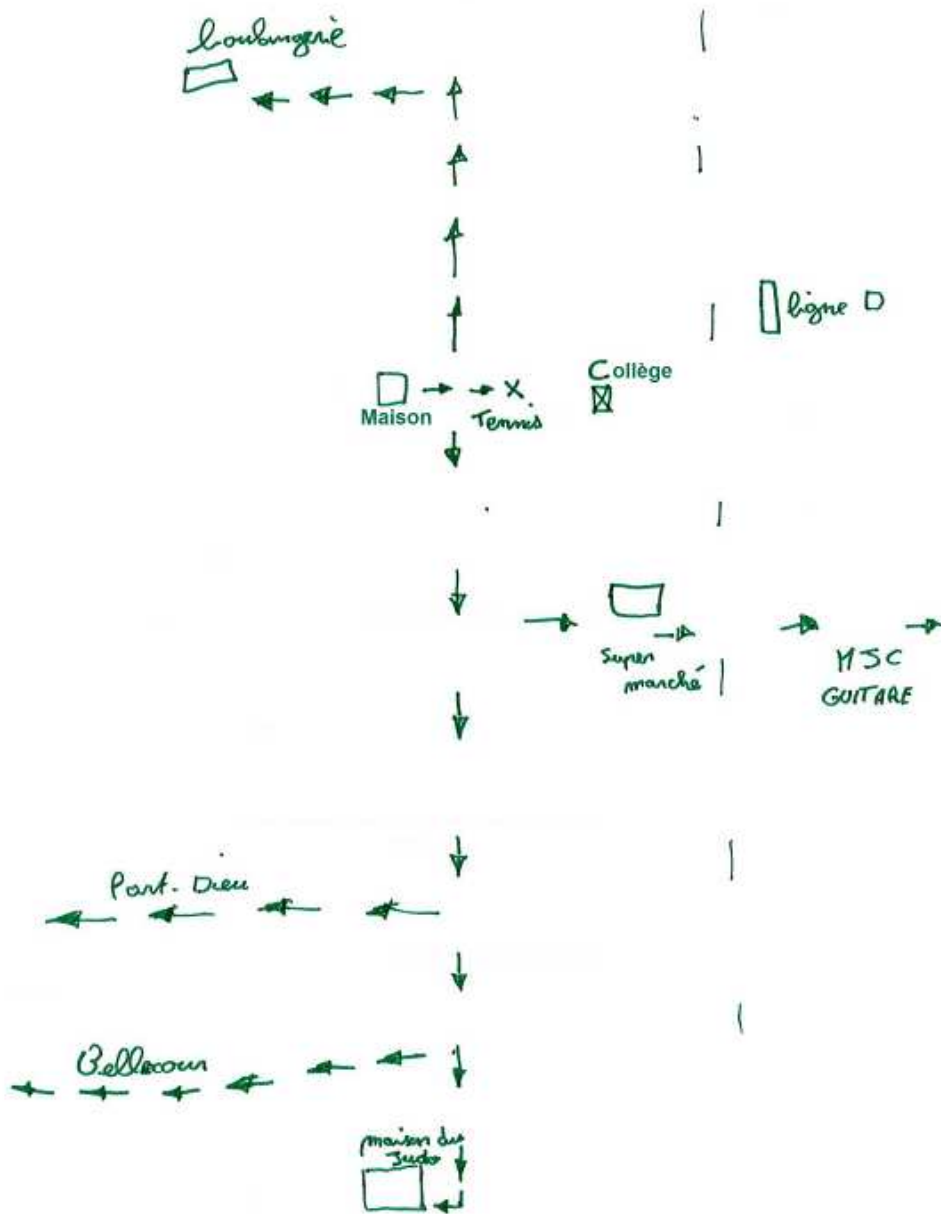 boulangerie
ligne D
Collège
Maison
Tennis
Super
marché
MJC
GUITARE
Part-Dieu
Bellecour
maison du
Judo